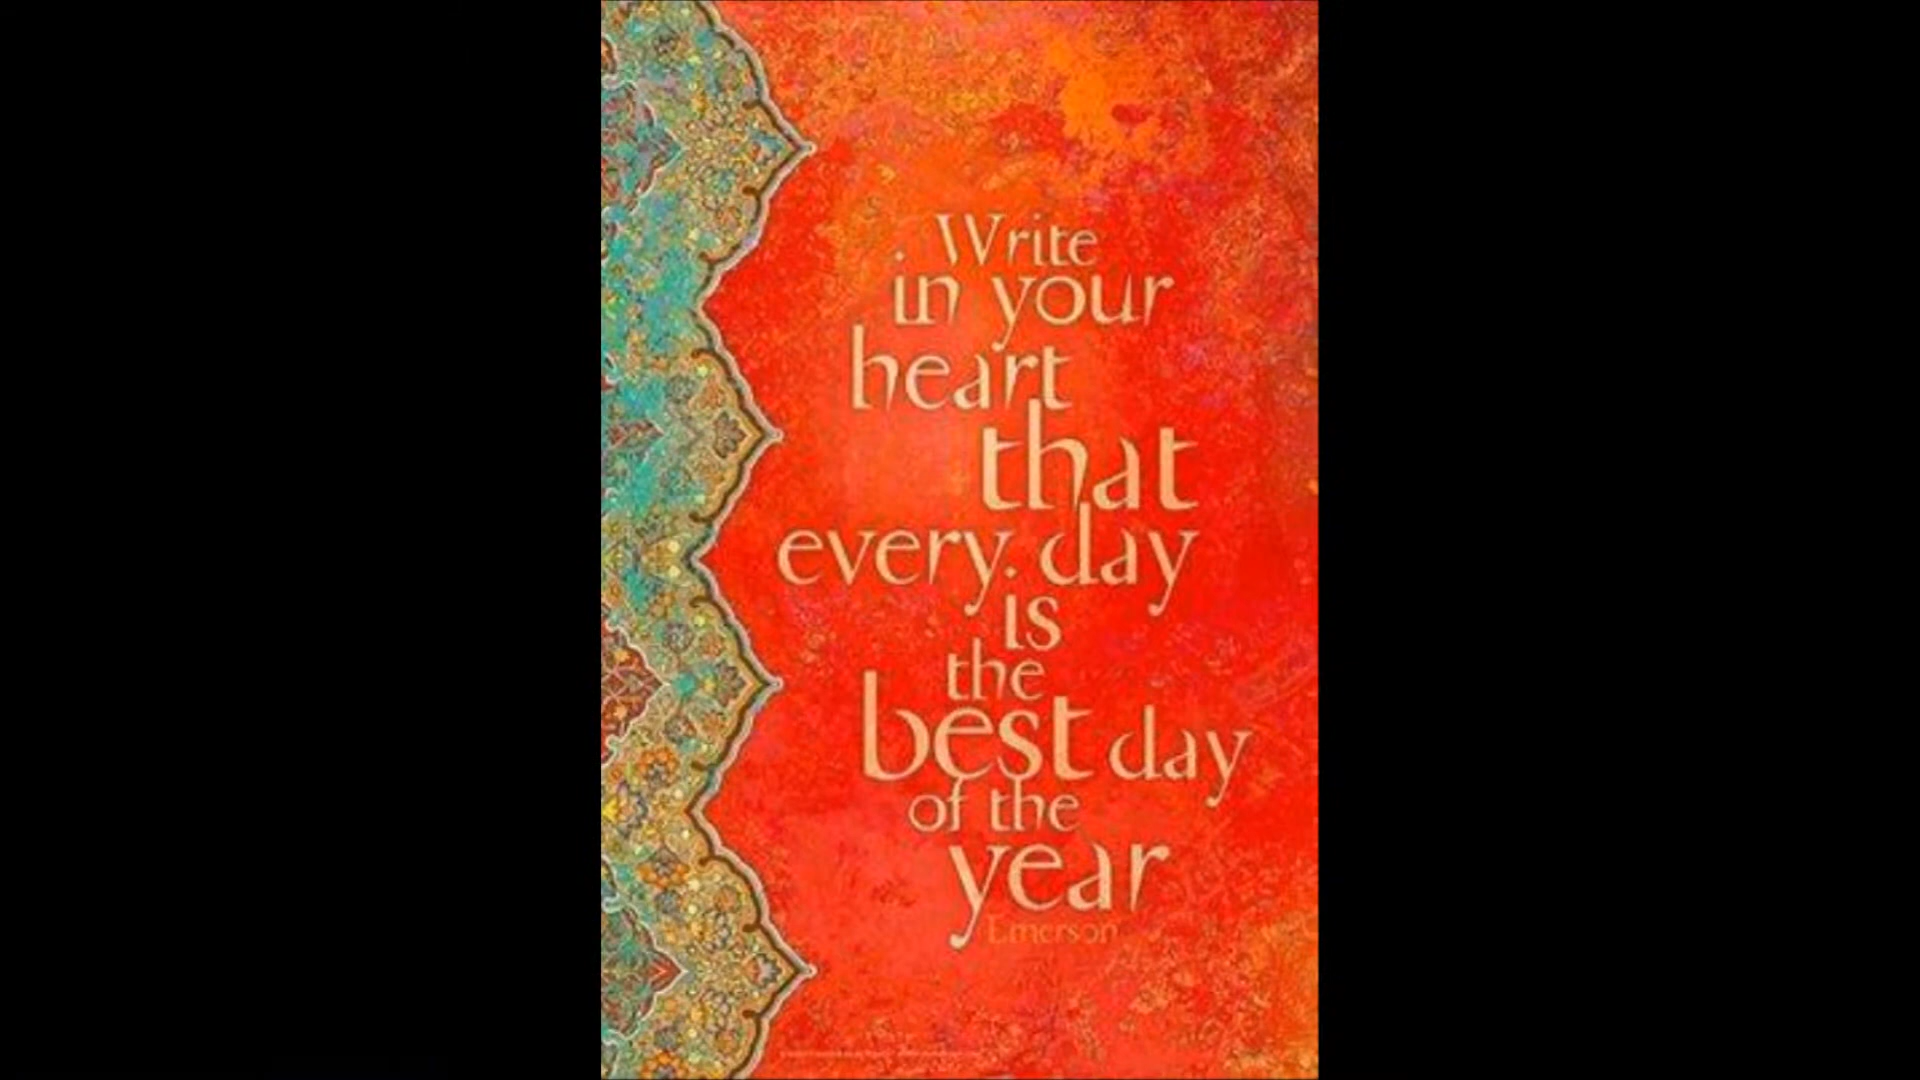 Write
in your
heart
that
every day
is
the
best day
of the
year
Emerson